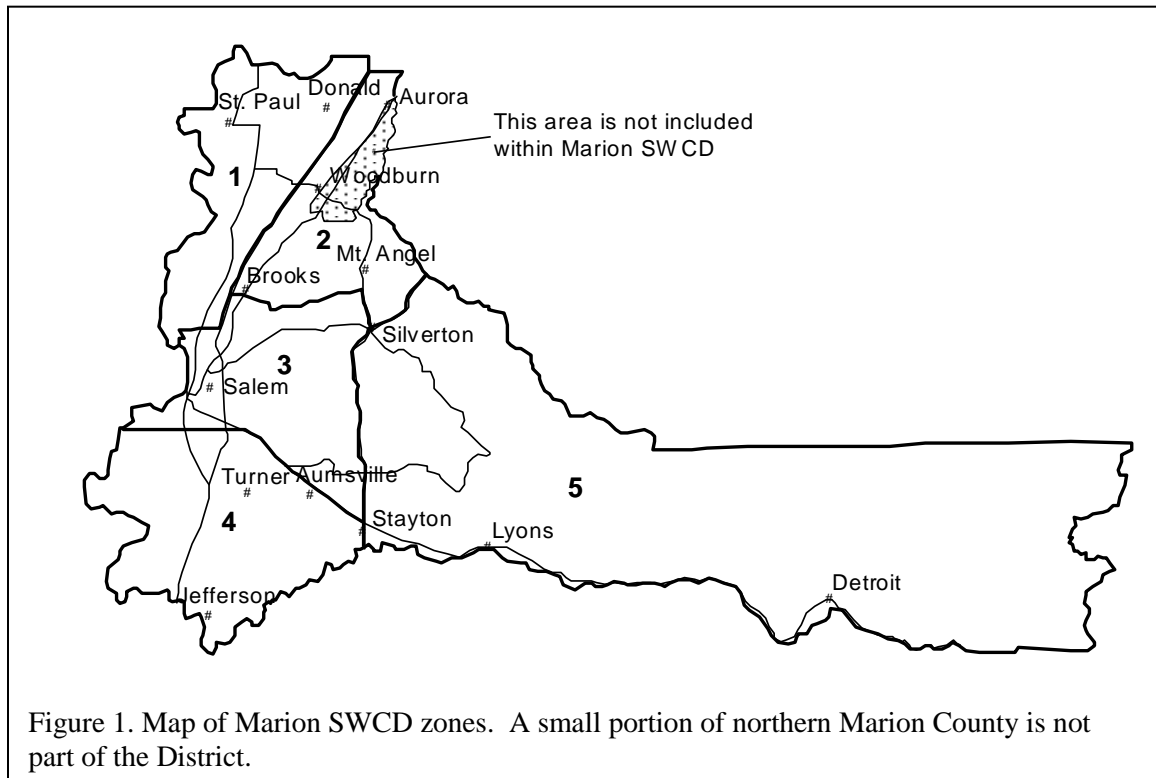 Donald
#
Aurora
#
St. Paul
#
This area is not included
within Marion SWCD
1
Woodburn
#
2
Mt. Angel
#
Brooks
#
Silverton
#
3
Salem
#
Turner
#
Aumsville
#
5
4
Stayton
#
Lyons
#
Detroit
#
Jefferson
#
Figure 1. Map of Marion SWCD zones.  A small portion of northern Marion County is not
part of the District.